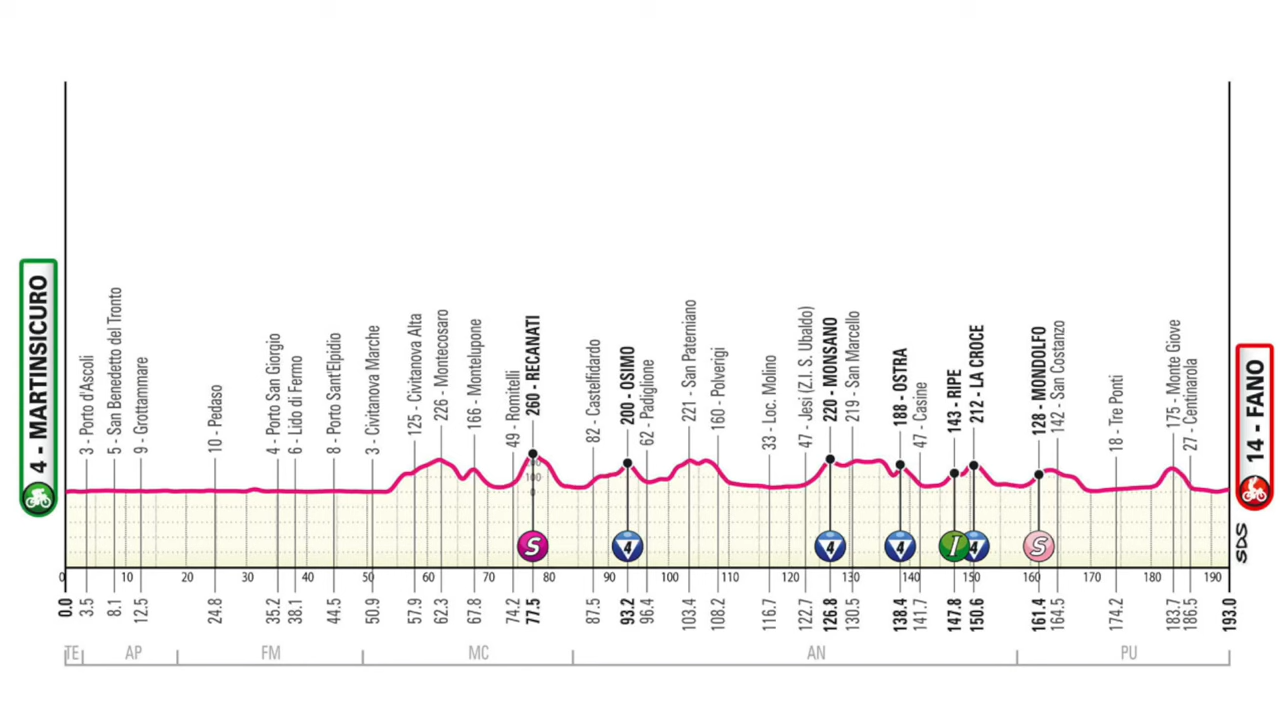 4 - MARTINSICURO
3 - Porto d'Ascoli
5 - San Benedetto del Tronto
9 - Grottammare
10 - Pedaso
4 - Porto San Giorgio
6 - Lido di Fermo
8 - Porto Sant'Elpidio
3 - Civitanova Marche
125 - Civitanova Alta
226 - Montecosaro
166 - Montelupone
49 - Romitelli
260 - RECANATI
82 - Castelfidardo
200 - OSIMO
62 - Padiglione
221 - San Paterniano
160 - Polverigi
33 - Loc. Molino
47 - Jesi (Z.I. S. Ubaldo)
220 - MONSANO
219 - San Marcello
188 - OSTRA
47 - Casine
143 - RIPE
212 - LA CROCE
128 - MONDOLFO
142 - San Costanzo
18 - Tre Ponti
175 - Monte Giove
27 - Centinarola
14 - FANO
100
0
S
4
4
4
I
4
S
SDS
0 10 20 30 40 50 60 70 80 90 100 110 120 130 140 150 160 170 180 190
0.0 3.5 8.1 12.5 24.8 35.2 38.1 44.5 50.9 57.9 62.3 67.8 74.2 77.5 87.5 93.2 96.4 103.4 108.2 116.7 122.7 126.8 130.5 138.4 141.7 147.8 150.6 161.4 164.5 174.2 183.7 186.5 193.0
TE AP FM MC AN PU